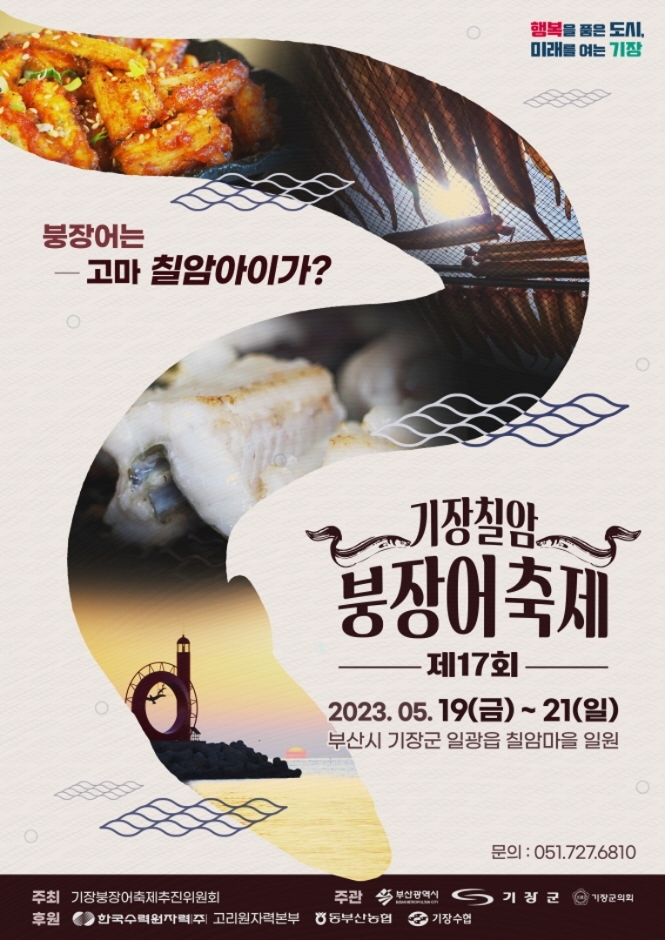 행복을 품은 도시,
미래를 여는 기장
붕장어는
고마 칠암아이가?
기장칠암
붕장어축제
제17회
2023. 05. 19(금) ~ 21(일)
부산시 기장군 일광읍 칠암마을 일원
문의 : 051.727.6810
주최 기장붕장어축제추진위원회 주관 부산광역시 기장군 기장군의회
후원 한국수력원자력(주) 고리원자력본부 동부산농협 기장수협